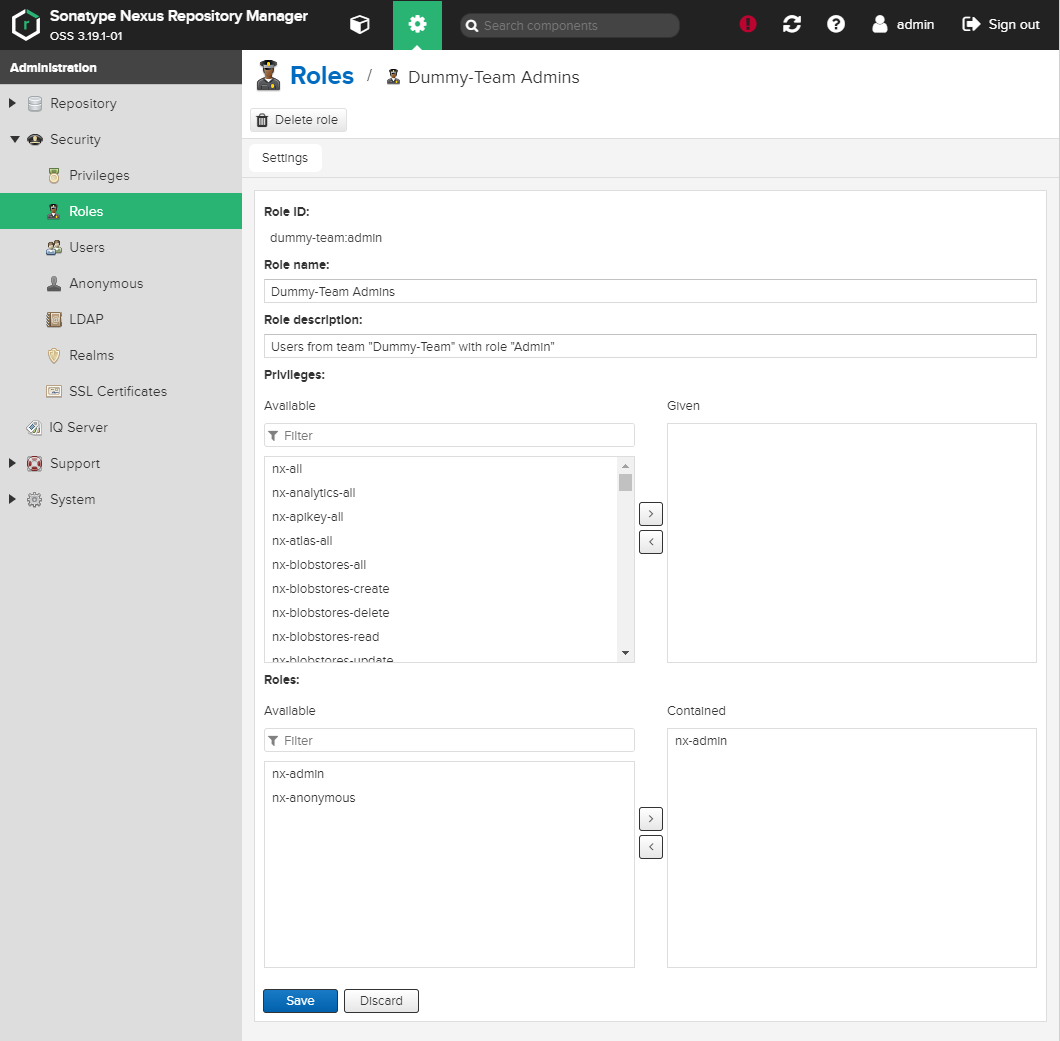 Sonatype Nexus Repository Manager
OSS 3.19.1-01
Search components
admin
Sign out
Administration
Repository
Security
Privileges
Roles
Users
Anonymous
LDAP
Realms
SSL Certificates
IQ Server
Support
System
Roles / Dummy-Team Admins
Delete role
Settings
Role ID:
dummy-team:admin
Role name:
Dummy-Team Admins
Role description:
Users from team "Dummy-Team" with role "Admin"
Privileges:
Available
Given
Filter
nx-all
nx-analytics-all
nx-apikey-all
nx-atlas-all
nx-blobstores-all
nx-blobstores-create
nx-blobstores-delete
nx-blobstores-read
nx-blobstores-update
Roles:
Available
Contained
Filter
nx-admin
nx-anonymous
nx-admin
Save
Discard